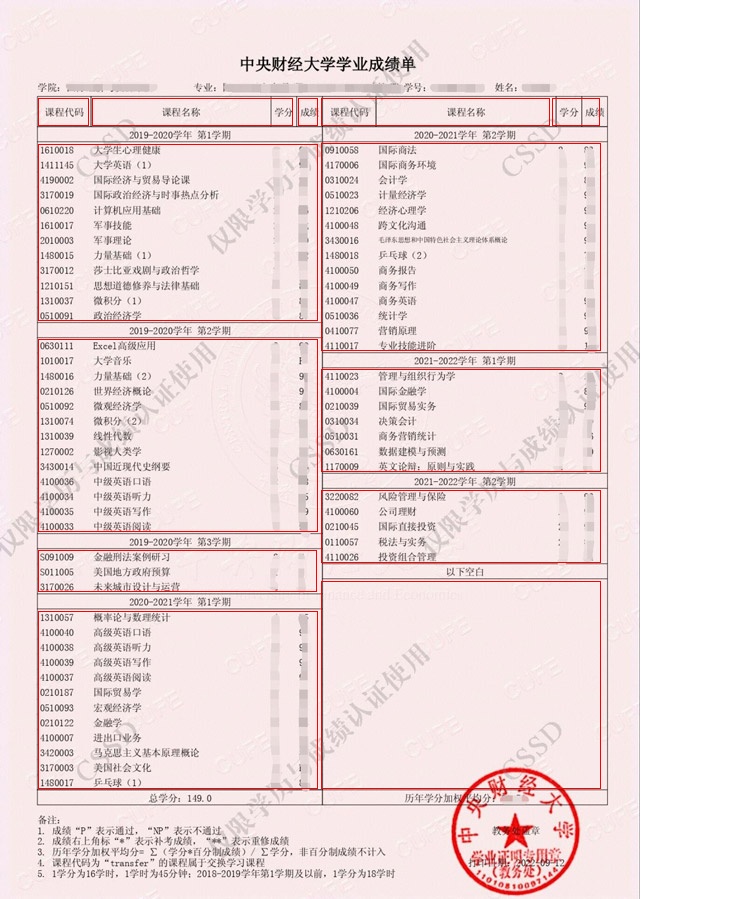 中央财经大学学业成绩单
学院: 专业: 学号: 姓名:
课程代码 课程名称 学分 成绩 课程代码 课程名称 学分 成绩
2019-2020学年 第1学期
1610018 大学生心理健康
1411145 大学英语（1）
4190002 国际经济与贸易导论课
3170019 国际政治经济与时事热点分析
0610220 计算机应用基础
1610017 军事技能
2010003 军事理论
1480015 力量基础（1）
3170012 莎士比亚戏剧与政治哲学
1210151 思想道德修养与法律基础
1310037 微积分（1）
0510091 政治经济学
2019-2020学年 第2学期
0630111 Excel高级应用
1010017 大学音乐
1480016 力量基础（2）
0210126 世界经济概论
0510092 微观经济学
1310074 微积分（2）
1310039 线性代数
1270002 影视人类学
3430014 中国近现代史纲要
4100036 中级英语口语
4100034 中级英语听力
4100035 中级英语写作
4100033 中级英语阅读
2019-2020学年 第3学期
S091009 金融刑法案例研习
S011005 美国地方政府预算
3170026 未来城市设计与运营
2020-2021学年 第1学期
1310057 概率论与数理统计
4100040 高级英语口语
4100038 高级英语听力
4100039 高级英语写作
4100037 高级英语阅读
0210187 国际贸易学
0510093 宏观经济学
0210122 金融学
4100007 进出口业务
3420003 马克思主义基本原理概论
3170003 美国社会文化
1480017 乒乓球（1）
总学分: 149.0
2020-2021学年 第2学期
0910058 国际商法
4170006 国际商务环境
0310024 会计学
0510023 计量经济学
1210206 经济心理学
4100048 跨文化沟通
3430016 毛泽东思想和中国特色社会主义理论体系概论
1480018 乒乓球（2）
4100050 商务报告
4100049 商务写作
4100047 商务英语
0510036 统计学
0410077 营销原理
4110017 专业技能进阶
2021-2022学年 第1学期
4110023 管理与组织行为学
4100004 国际金融学
0210039 国际贸易实务
0310034 决策会计
0510031 商务营销统计
0630161 数据建模与预测
1170009 英文论辩：原则与实践
2021-2022学年 第2学期
3220082 风险管理与保险
4100060 公司理财
0210045 国际直接投资
0110057 税法与实务
4110026 投资组合管理
以下空白
历年学分加权平均分:
备注:
1. 成绩“P”表示通过，“NP”表示不通过
2. 成绩右上角标“*”表示补考成绩，“**”表示重修成绩
3. 历年学分加权平均= ∑（学分*百分制成绩）/ ∑学分，非百分制成绩不计入
4. 课程代码为“transfer”的课程属于交换学习课程
5. 1学分为16学时，1学时为45分钟；2018-2019学年第1学期及以前，1学分为18学时
教务处盖章
打印日期:2022-09-12
中央财经大学
学业证明专用章
（教务处）
仅限学历与成绩认证使用
CSSD
CUFE